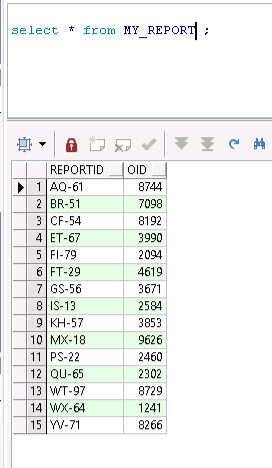 select * from MY_REPORT ;
REPORTID OID
1 AQ-61 8744
2 BR-51 7098
3 CF-54 8192
4 ET-67 3990
5 FI-79 2094
6 FT-29 4619
7 GS-56 3671
8 IS-13 2584
9 KH-57 3853
10 MX-18 9626
11 PS-22 2460
12 QU-65 2302
13 WT-97 8729
14 WX-64 1241
15 YV-71 8266